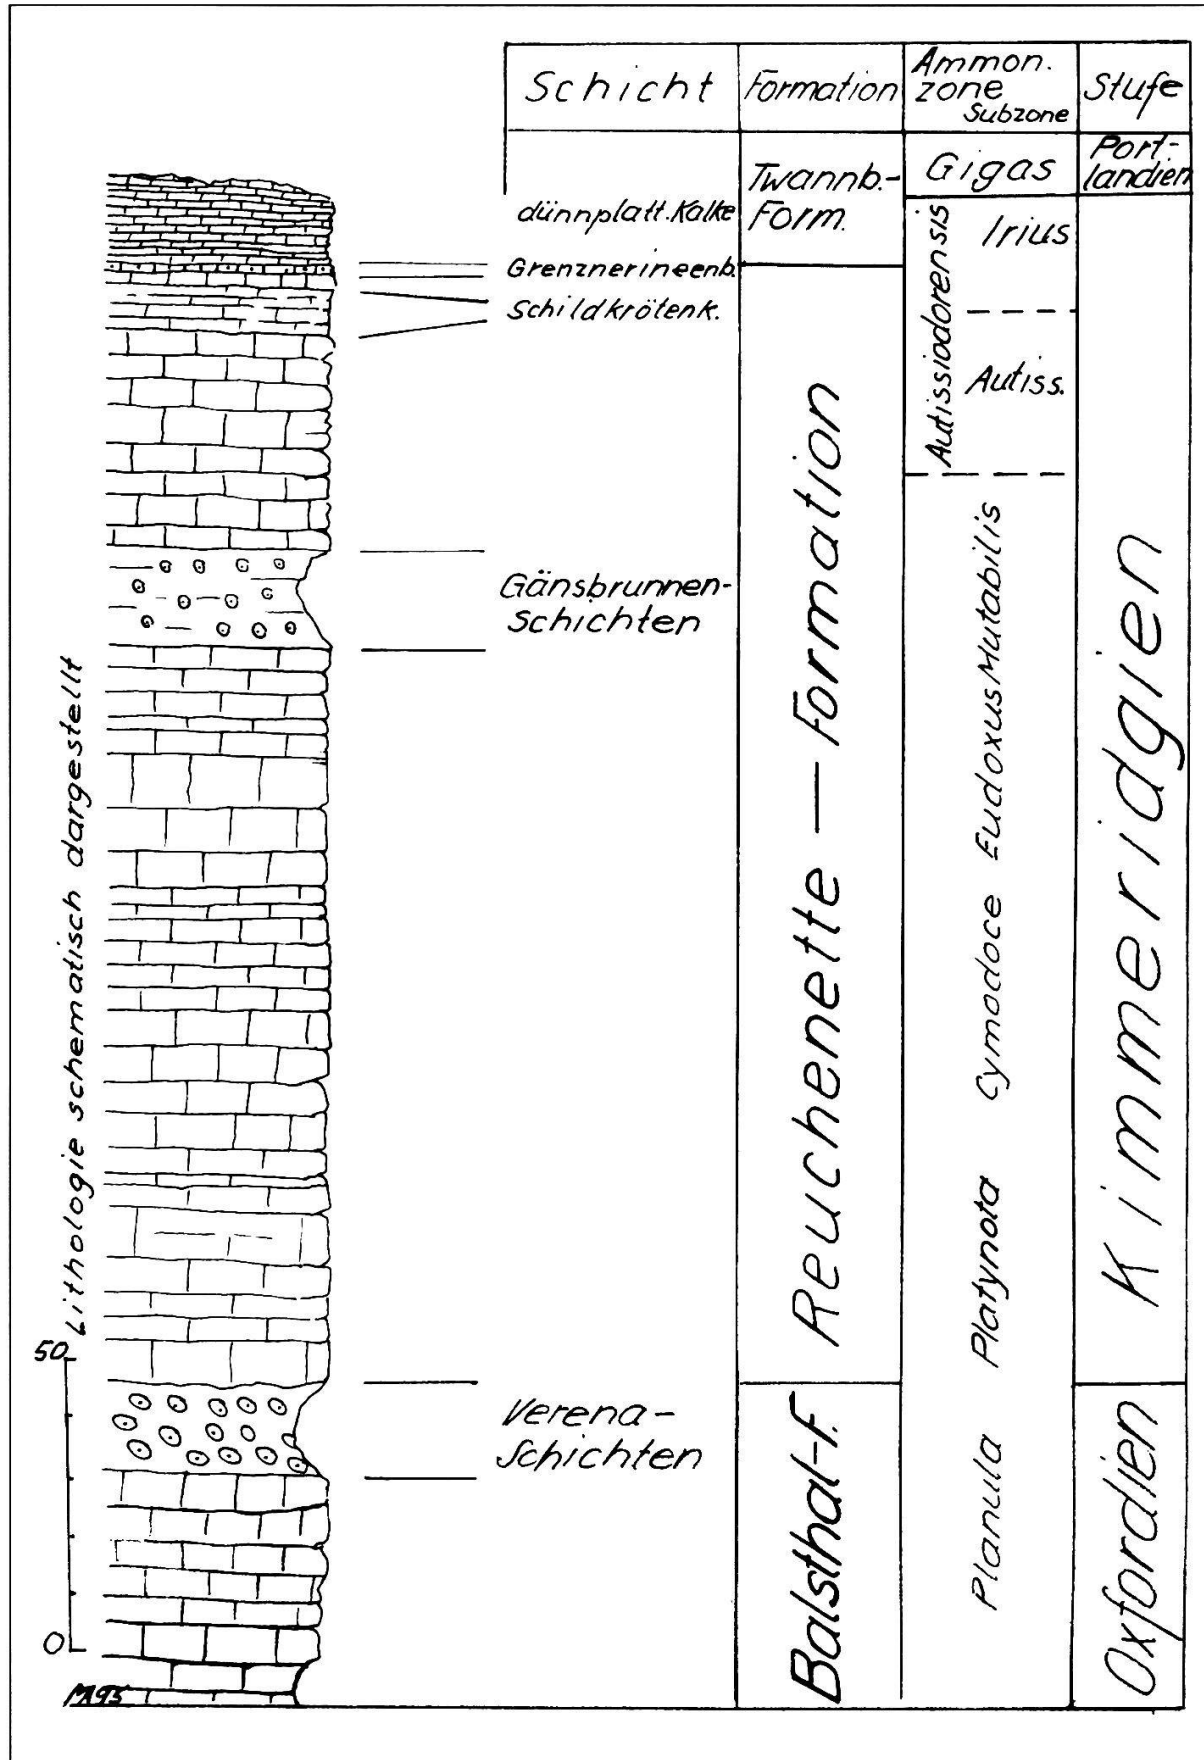 Schicht
Formation
Ammon.
zone
Subzone
Stufe
dünnplatt. Kalke
Grenznerineenb.
Schildkrötenk.
Gänsbrunnen-
schichten
Verena-
Schichten
Twannb.-
Form.
Reuchenette — Formation
Balsthal-F.
Gigas
Autissiodorensis
Irius
Autiss.
Eudoxus Mutabilis
Cymodoce
Platynota
Planula
Port-
landien
Kimmeridgien
Oxfordien
Lithologie schematisch dargestellt
50
0